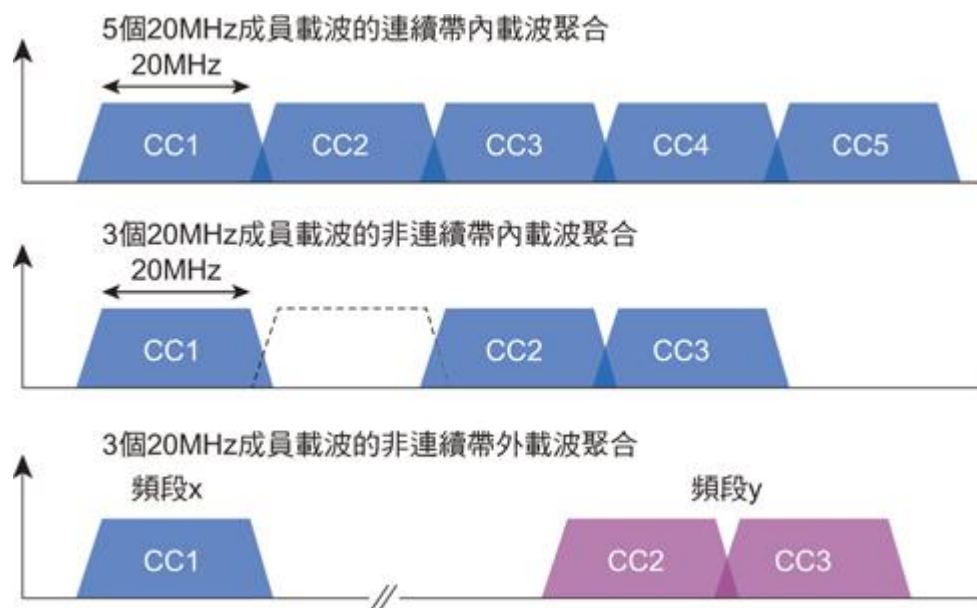 5個20MHz成員載波的連續帶內載波聚合
20MHz
CC1 CC2 CC3 CC4 CC5
3個20MHz成員載波的非連續帶內載波聚合
20MHz
CC1 CC2 CC3
3個20MHz成員載波的非連續帶外載波聚合
頻段x 頻段y
CC1 CC2 CC3